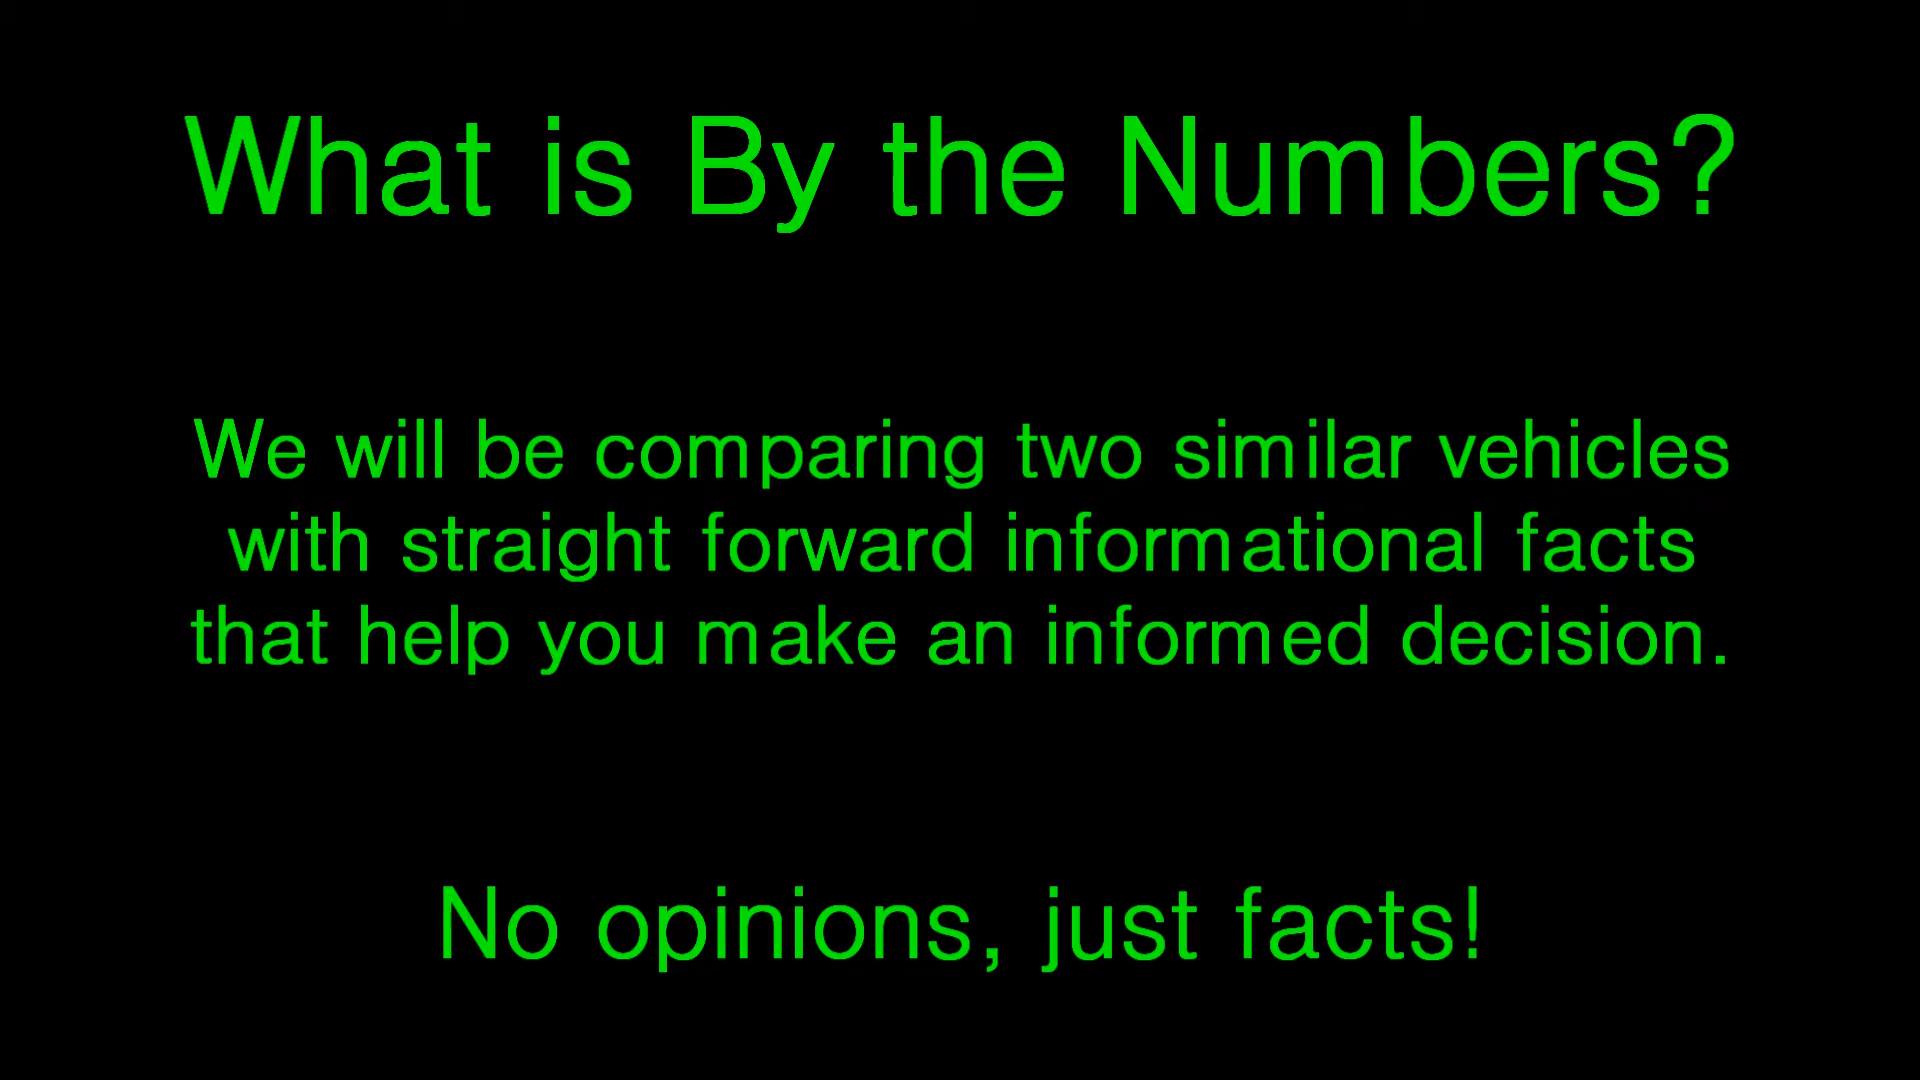 What is By the Numbers?
We will be comparing two similar vehicles
with straight forward informational facts
that help you make an informed decision.
No opinions, just facts!